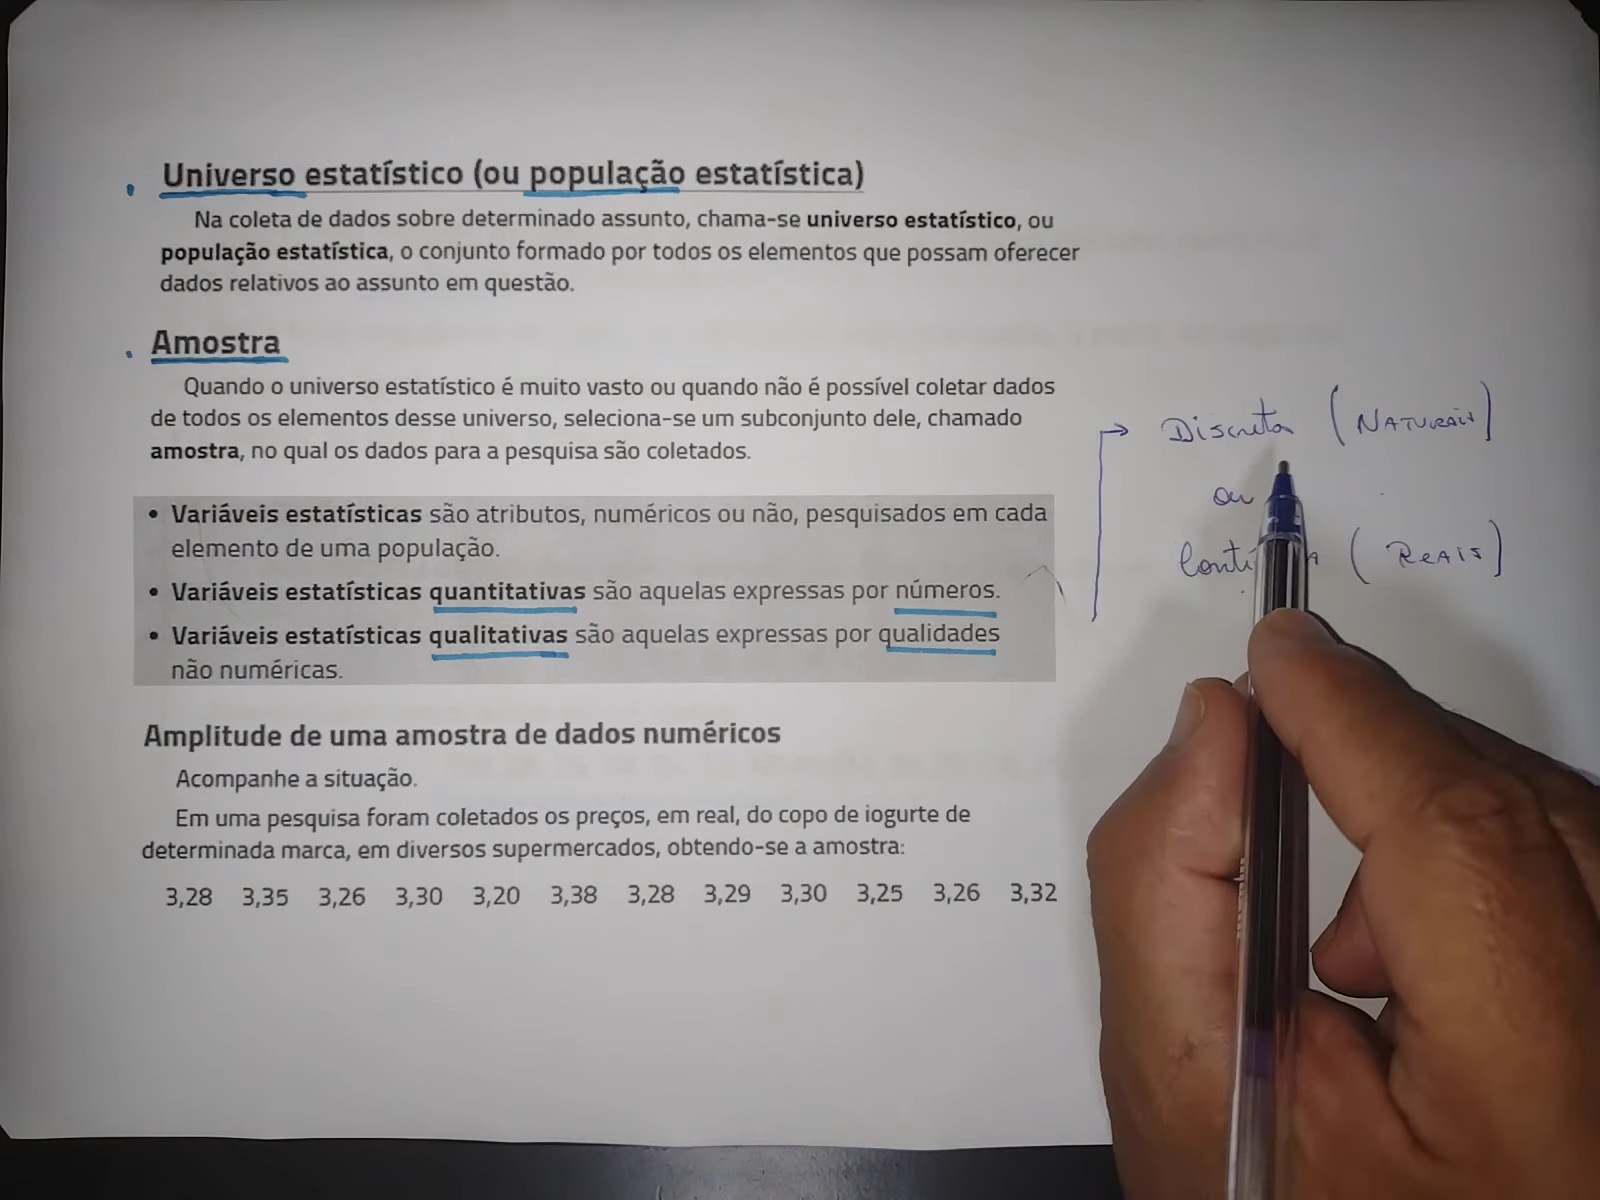 Universo estatístico (ou população estatística)
Na coleta de dados sobre determinado assunto, chama-se universo estatístico, ou
população estatística, o conjunto formado por todos os elementos que possam oferecer
dados relativos ao assunto em questão.
Amostra
Quando o universo estatístico é muito vasto ou quando não é possível coletar dados
de todos os elementos desse universo, seleciona-se um subconjunto dele, chamado
amostra, no qual os dados para a pesquisa são coletados.
• Variáveis estatísticas são atributos, numéricos ou não, pesquisados em cada
elemento de uma população.
• Variáveis estatísticas quantitativas são aquelas expressas por números.
• Variáveis estatísticas qualitativas são aquelas expressas por qualidades
não numéricas.
Discreta (NATURAIS)
ou
(REAIS)
Amplitude de uma amostra de dados numéricos
Acompanhe a situação.
Em uma pesquisa foram coletados os preços, em real, do copo de iogurte de
determinada marca, em diversos supermercados, obtendo-se a amostra:
3,28 3,35 3,26 3,30 3,20 3,38 3,28 3,29 3,30 3,25 3,26 3,32